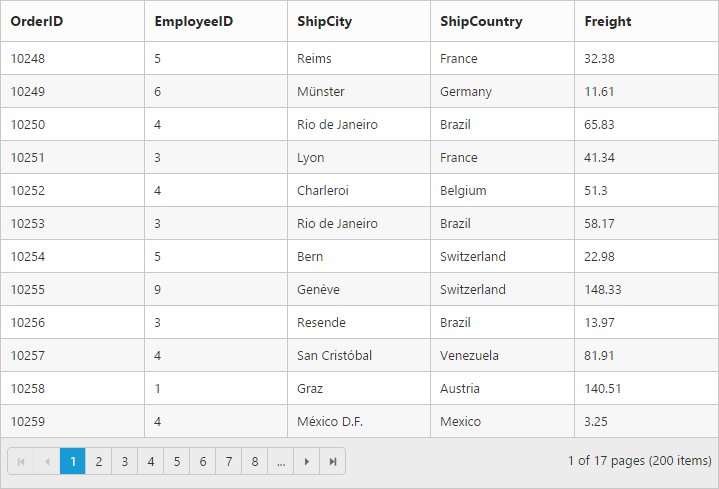 OrderID EmployeeID ShipCity ShipCountry Freight
10248 5 Reims France 32.38
10249 6 Münster Germany 11.61
10250 4 Rio de Janeiro Brazil 65.83
10251 3 Lyon France 41.34
10252 4 Charleroi Belgium 51.3
10253 3 Rio de Janeiro Brazil 58.17
10254 5 Bern Switzerland 22.98
10255 9 Genève Switzerland 148.33
10256 3 Resende Brazil 13.97
10257 4 San Cristóbal Venezuela 81.91
10258 1 Graz Austria 140.51
10259 4 México D.F. Mexico 3.25
1 2 3 4 5 6 7 8 ... 1 of 17 pages (200 items)